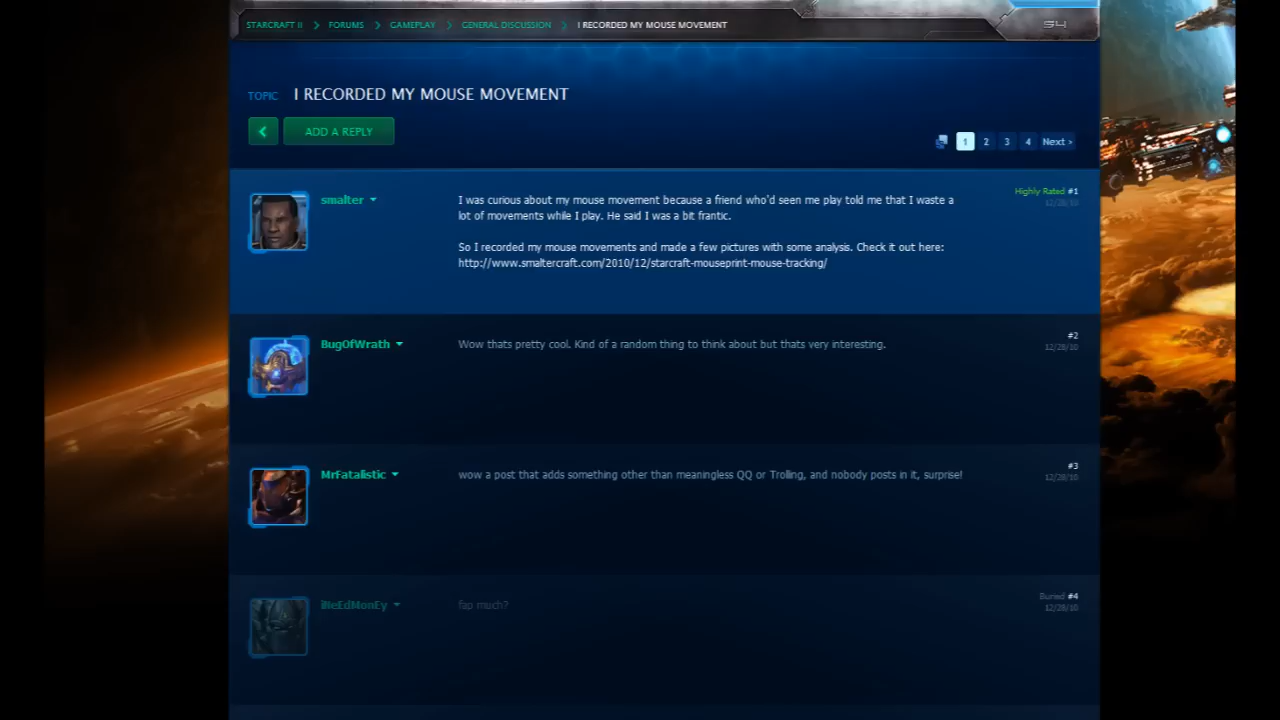 STARCRAFT II > FORUMS > GAMEPLAY > GENERAL DISCUSSION > I RECORDED MY MOUSE MOVEMENT
54
TOPIC I RECORDED MY MOUSE MOVEMENT
ADD A REPLY
1 2 3 4 Next >
smalter
Highly Rated #1
12/28/10
I was curious about my mouse movement because a friend who'd seen me play told me that I waste a
lot of movements while I play. He said I was a bit frantic.
So I recorded my mouse movements and made a few pictures with some analysis. Check it out here:
http://www.smaltercraft.com/2010/12/starcraft-mouseprint-mouse-tracking/
BugOfWrath
#2
12/28/10
Wow thats pretty cool. Kind of a random thing to think about but thats very interesting.
MrFatalistic
#3
12/28/10
wow a post that adds something other than meaningless QQ or Trolling, and nobody posts in it, surprise!
iNeEdMonEy
Buried #4
12/28/10
fap much?